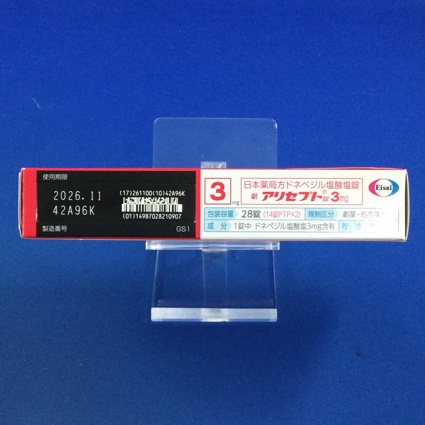 使用期限
2026.11
42A96K
製造番号
(17)261100(10)42A96K
(01)14987028210907
GS1
3mg
日本薬局方ドネペジル塩酸塩錠
劇 アリセプト®錠3mg
包装容量 28錠(14錠PTP×2) 規制区分 劇薬・処方
成分 1錠中 ドネペジル塩酸塩3mg含有 貯
Eisai